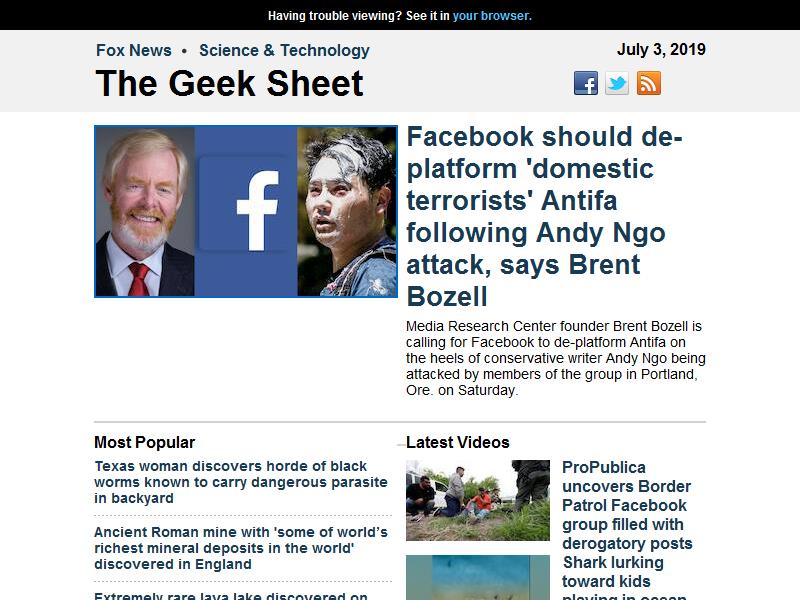 Having trouble viewing? See it in your browser.
Fox News • Science & Technology
July 3, 2019
The Geek Sheet
Facebook should de-
platform 'domestic
terrorists' Antifa
following Andy Ngo
attack, says Brent
Bozell
Media Research Center founder Brent Bozell is
calling for Facebook to de-platform Antifa on
the heels of conservative writer Andy Ngo being
attacked by members of the group in Portland,
Ore. on Saturday.
Most Popular
Texas woman discovers horde of black
worms known to carry dangerous parasite
in backyard
Ancient Roman mine with 'some of world’s
richest mineral deposits in the world'
discovered in England
Extremely rare lava lake discovered on
Latest Videos
ProPublica
uncovers Border
Patrol Facebook
group filled with
derogatory posts
Shark lurking
toward kids
playing in ocean